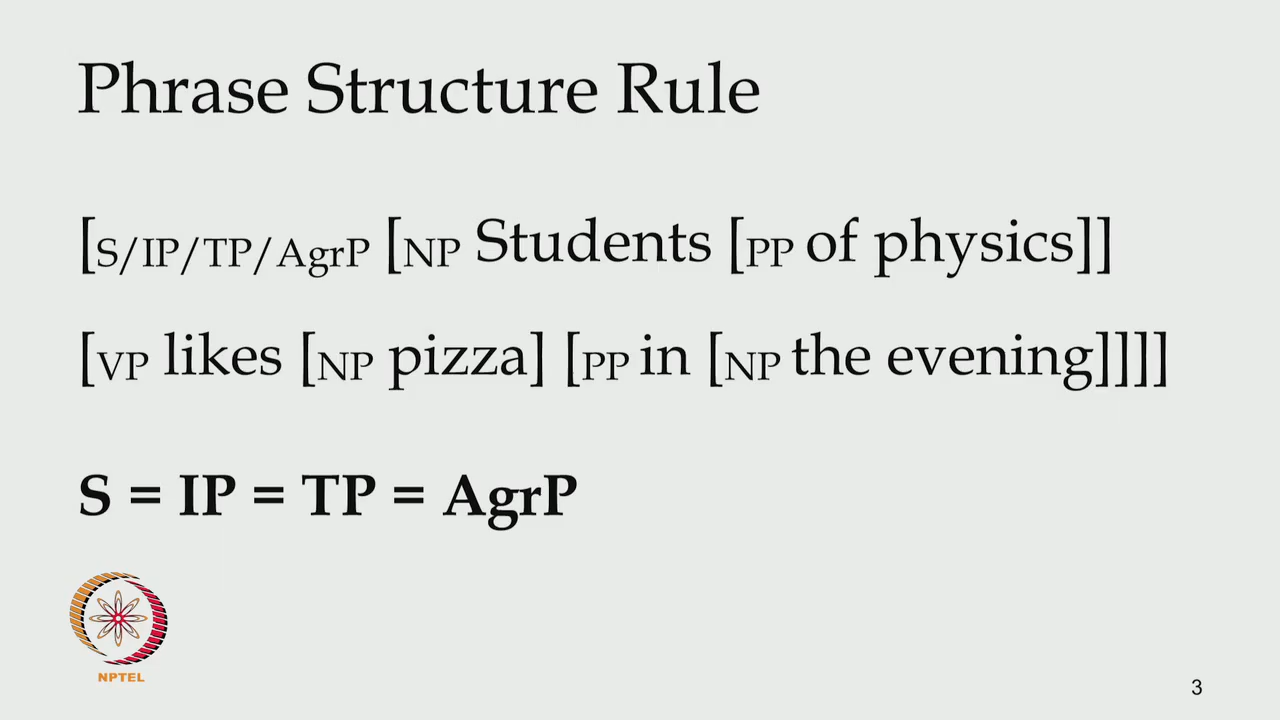 Phrase Structure Rule
[S/IP/TP/AgrP [NP Students [PP of physics]]
[VP likes [NP pizza] [PP in [NP the evening]]]]
S = IP = TP = AgrP
NPTEL
3